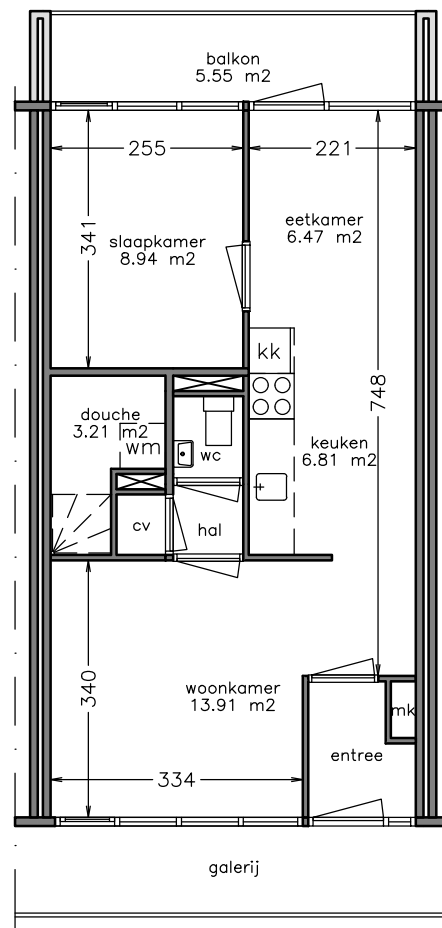 balkon
5.55 m2
255
221
341
slaapkamer
8.94 m2
eetkamer
6.47 m2
kk
748
douche
3.21 m2
wm
wc
keuken
6.81 m2
cv
hal
340
woonkamer
13.91 m2
mk
entree
334
galerij